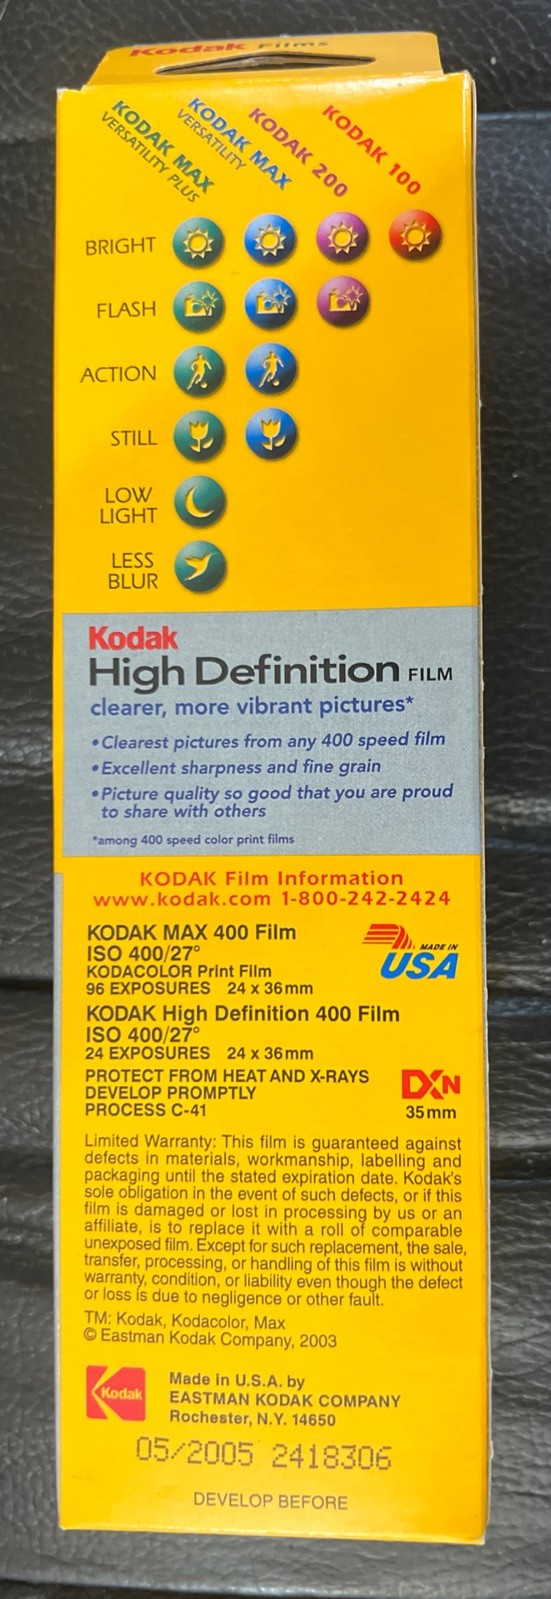 Kodak Films
KODAK MAX
VERSATILITY PLUS
KODAK MAX
VERSATILITY
KODAK 200
KODAK 100
BRIGHT
FLASH
ACTION
STILL
LOW
LIGHT
LESS
BLUR
Kodak
High Definition FILM
clearer, more vibrant pictures*
•Clearest pictures from any 400 speed film
•Excellent sharpness and fine grain
•Picture quality so good that you are proud
to share with others
*among 400 speed color print films
KODAK Film Information
www.kodak.com 1-800-242-2424
KODAK MAX 400 Film
ISO 400/27°
KODACOLOR Print Film
96 EXPOSURES 24 x 36mm
MADE IN
USA
KODAK High Definition 400 Film
ISO 400/27°
24 EXPOSURES 24 x 36mm
PROTECT FROM HEAT AND X-RAYS
DEVELOP PROMPTLY
PROCESS C-41
DXN
35mm
Limited Warranty: This film is guaranteed against
defects in materials, workmanship, labelling and
packaging until the stated expiration date. Kodak's
sole obligation in the event of such defects, or if this
film is damaged or lost in processing by us or an
affiliate, is to replace it with a roll of comparable
unexposed film. Except for such replacement, the sale,
transfer, processing, or handling of this film is without
warranty, condition, or liability even though the defect
or loss is due to negligence or other fault.
TM: Kodak, Kodacolor, Max
© Eastman Kodak Company, 2003
Kodak
Made in U.S.A. by
EASTMAN KODAK COMPANY
Rochester, N.Y. 14650
05/2005 2418306
DEVELOP BEFORE